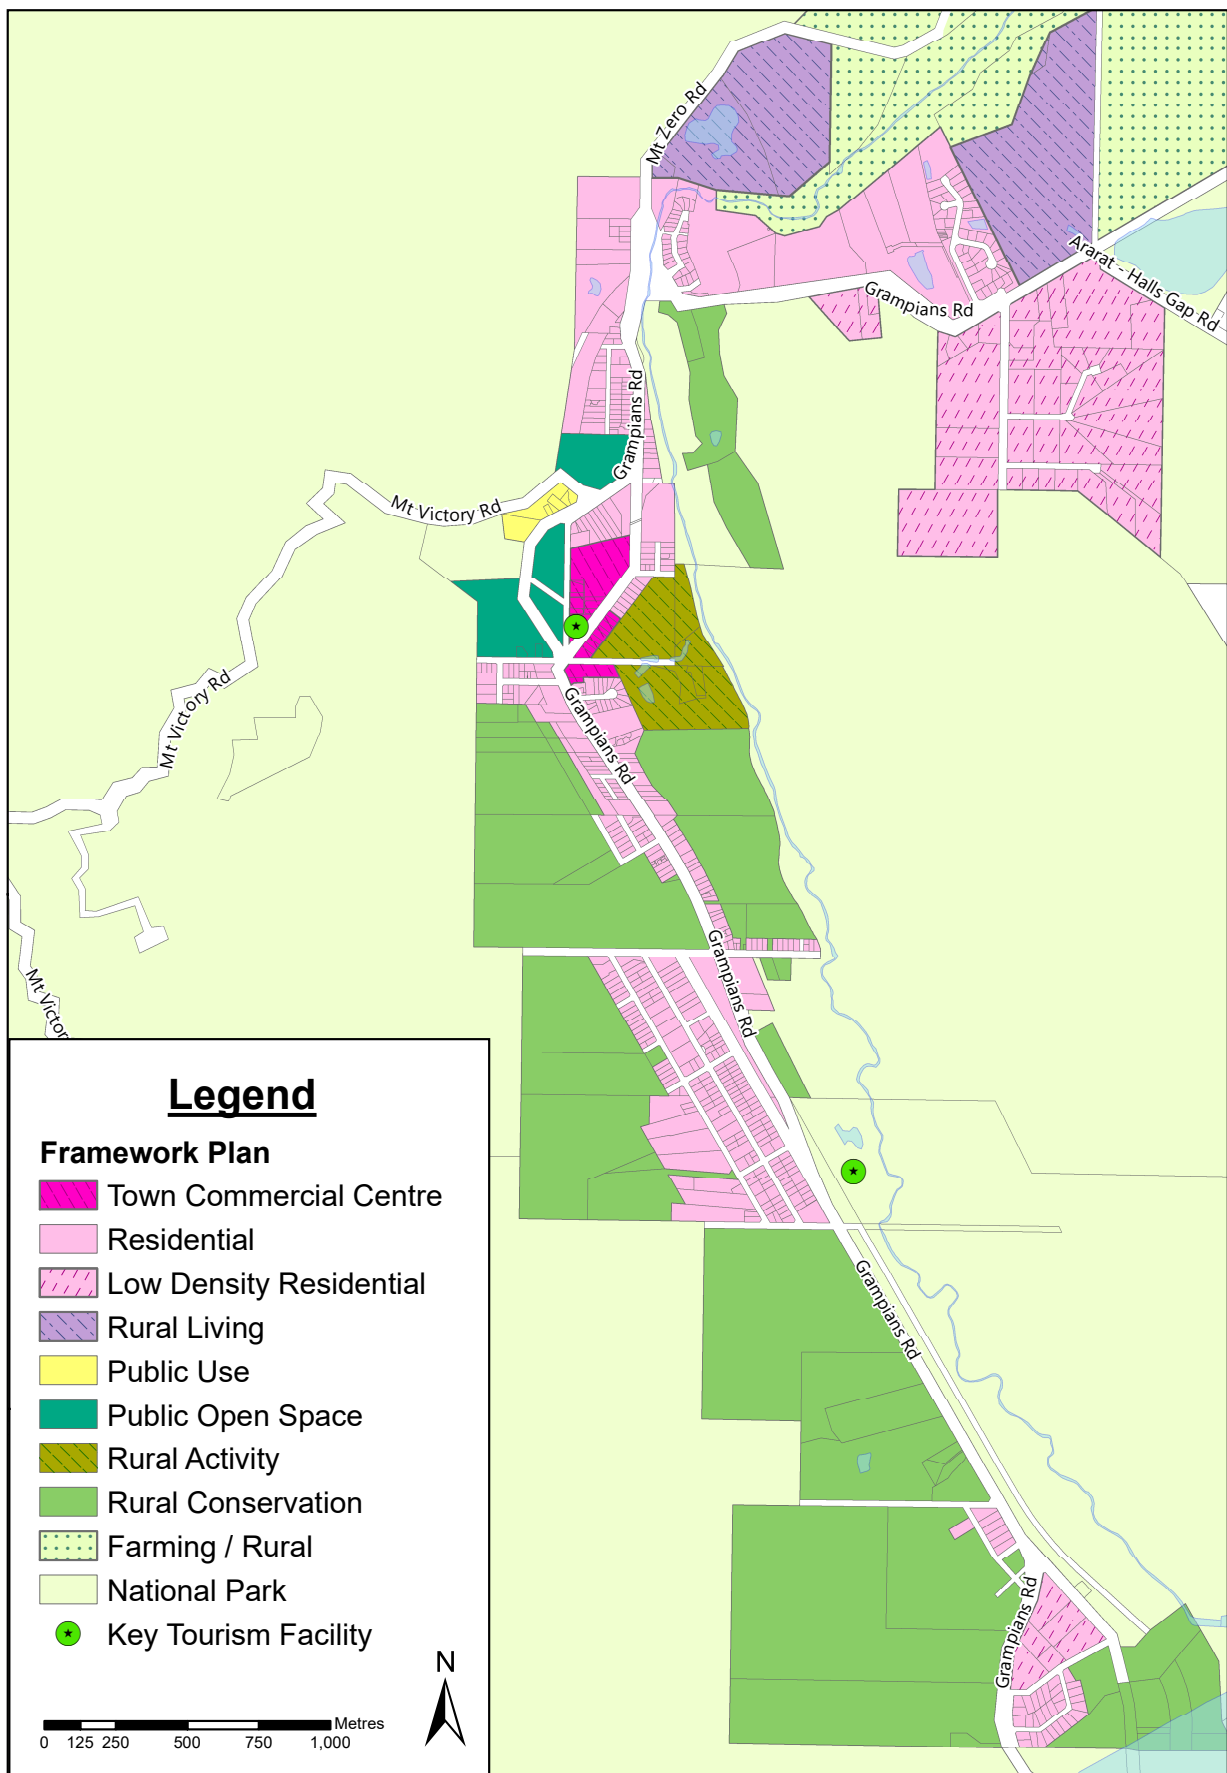 Mt Zero Rd
Ararat - Halls Gap Rd
Grampians Rd
Grampians Rd
Mt Victory Rd
Mt Victory Rd
Grampians Rd
Grampians Rd
Mt Victor
Grampians Rd
Grampians Rd
Legend
Framework Plan
Town Commercial Centre
Residential
Low Density Residential
Rural Living
Public Use
Public Open Space
Rural Activity
Rural Conservation
Farming / Rural
National Park
Key Tourism Facility
N
Metres
0 125 250 500 750 1,000